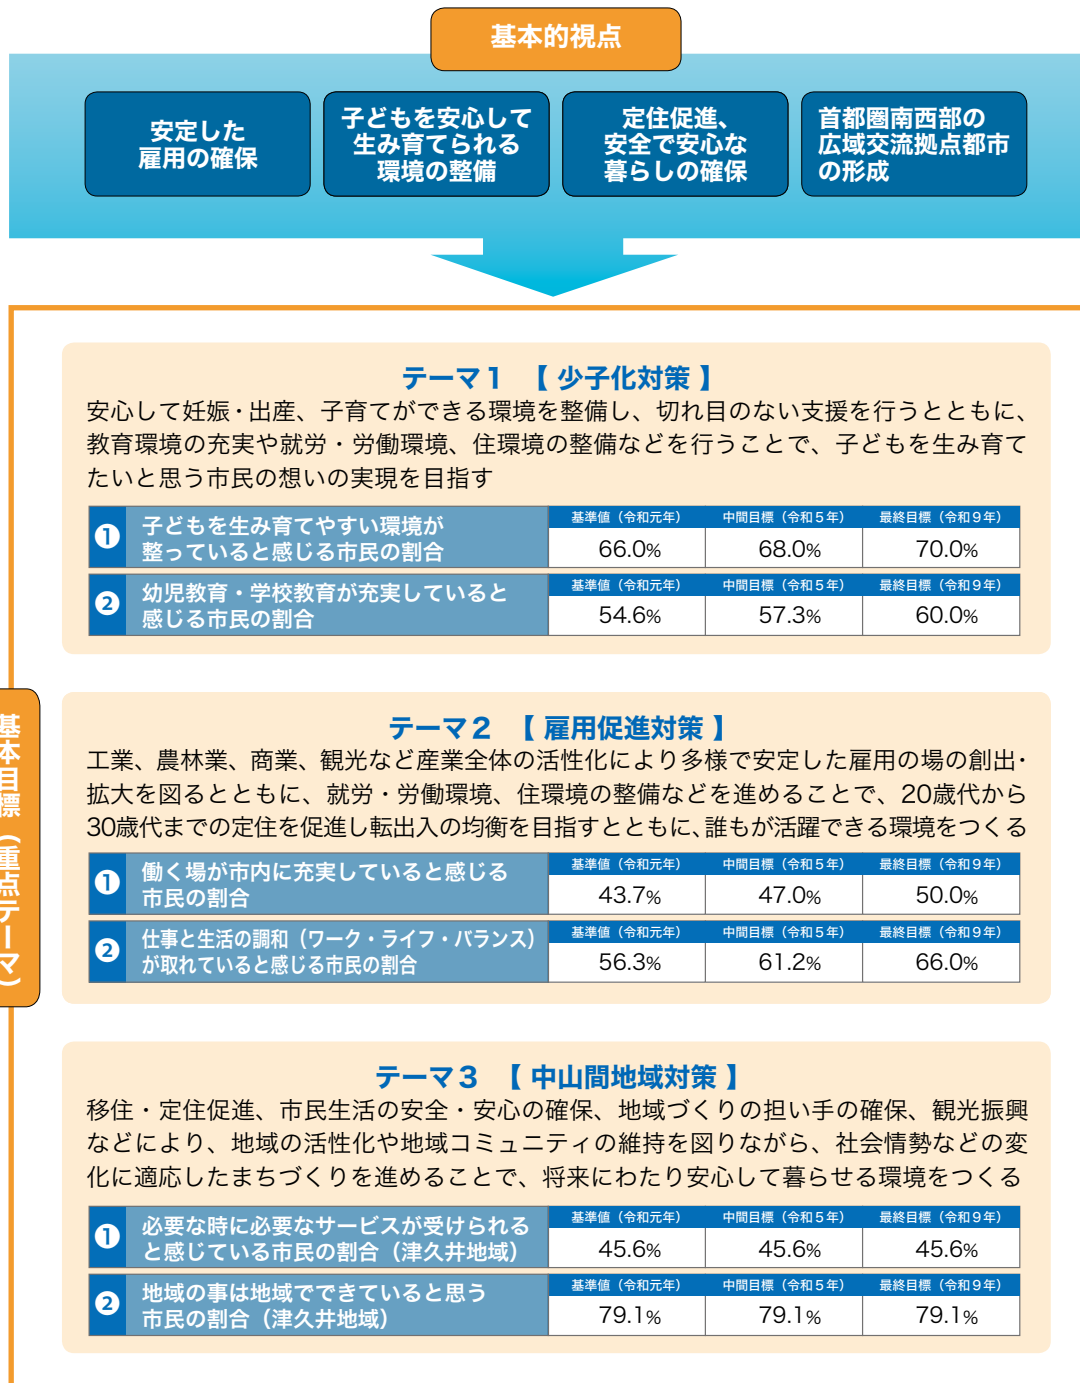 基本的視点
安定した
雇用の確保
子どもを安心して
生み育てられる
環境の整備
定住促進、
安全で安心な
暮らしの確保
首都圏南西部の
広域交流拠点都市
の形成
基本目標（重点テーマ）
テーマ1 【 少子化対策 】
安心して妊娠・出産、子育てができる環境を整備し、切れ目のない支援を行うとともに、
教育環境の充実や就労・労働環境、住環境の整備などを行うことで、子どもを生み育て
たいと思う市民の想いの実現を目指す
❶ 子どもを生み育てやすい環境が
整っていると感じる市民の割合
基準値（令和元年） 中間目標（令和５年） 最終目標（令和９年）
66.0% 68.0% 70.0%
❷ 幼児教育・学校教育が充実していると
感じる市民の割合
基準値（令和元年） 中間目標（令和５年） 最終目標（令和９年）
54.6% 57.3% 60.0%
テーマ2 【 雇用促進対策 】
工業、農林業、商業、観光など産業全体の活性化により多様で安定した雇用の場の創出・
拡大を図るとともに、就労・労働環境、住環境の整備などを進めることで、20歳代から
30歳代までの定住を促進し転出入の均衡を目指すとともに、誰もが活躍できる環境をつくる
❶ 働く場が市内に充実していると感じる
市民の割合
基準値（令和元年） 中間目標（令和５年） 最終目標（令和９年）
43.7% 47.0% 50.0%
❷ 仕事と生活の調和（ワーク・ライフ・バランス）
が取れていると感じる市民の割合
基準値（令和元年） 中間目標（令和５年） 最終目標（令和９年）
56.3% 61.2% 66.0%
テーマ3 【 中山間地域対策 】
移住・定住促進、市民生活の安全・安心の確保、地域づくりの担い手の確保、観光振興
などにより、地域の活性化や地域コミュニティの維持を図りながら、社会情勢などの変
化に適応したまちづくりを進めることで、将来にわたり安心して暮らせる環境をつくる
❶ 必要な時に必要なサービスが受けられる
と感じている市民の割合（津久井地域）
基準値（令和元年） 中間目標（令和５年） 最終目標（令和９年）
45.6% 45.6% 45.6%
❷ 地域の事は地域でできていると思う
市民の割合（津久井地域）
基準値（令和元年） 中間目標（令和５年） 最終目標（令和９年）
79.1% 79.1% 79.1%